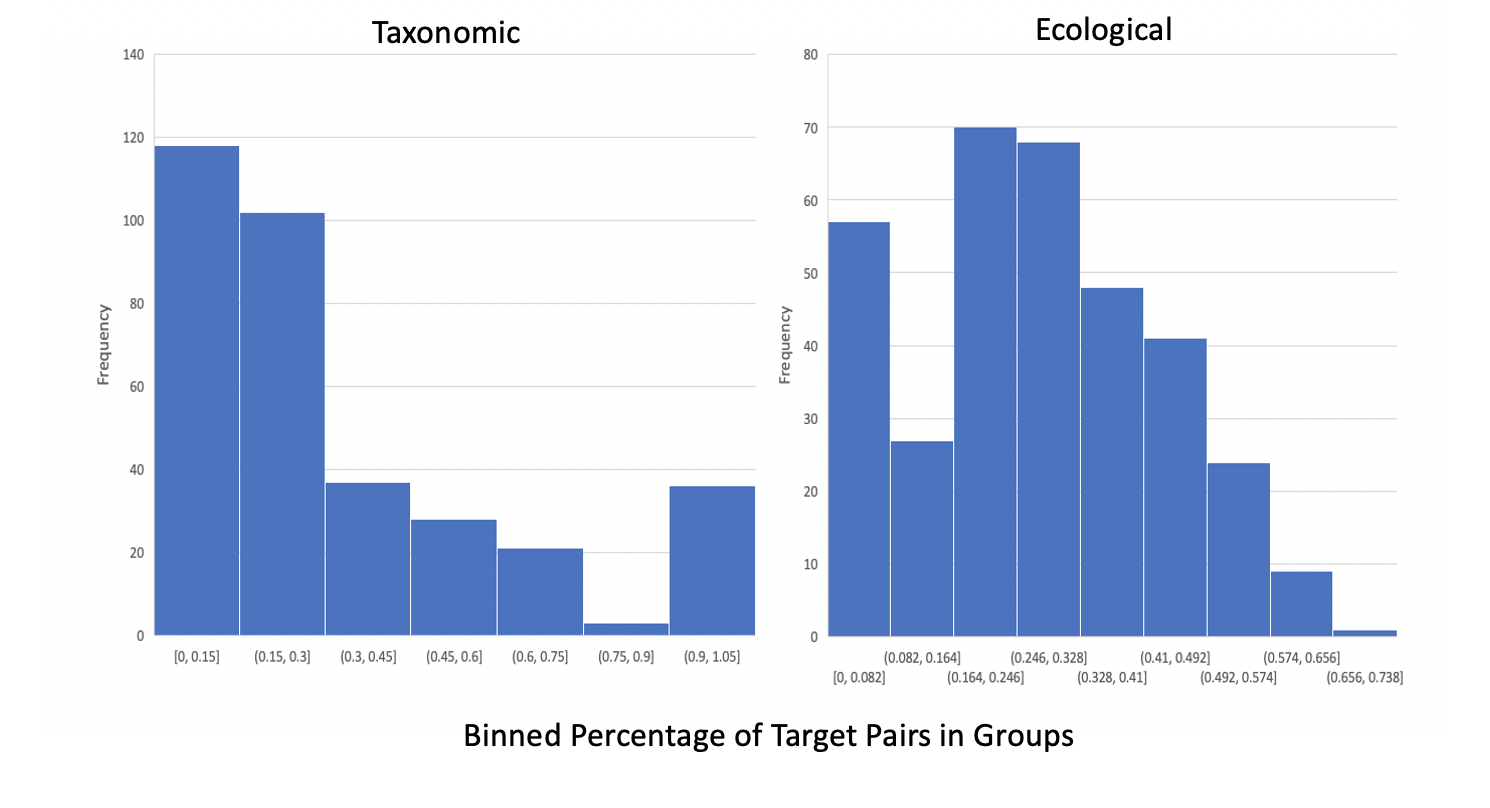 Taxonomic
140
120
100
80
60
40
20
0
Frequency
[0, 0.15] (0.15, 0.3] (0.3, 0.45] (0.45, 0.6] (0.6, 0.75] (0.75, 0.9] (0.9, 1.05]
Ecological
80
70
60
50
40
30
20
10
0
Frequency
(0.082, 0.164] (0.246, 0.328] (0.41, 0.492] (0.574, 0.656]
[0, 0.082] (0.164, 0.246] (0.328, 0.41] (0.492, 0.574] (0.656, 0.738]
Binned Percentage of Target Pairs in Groups